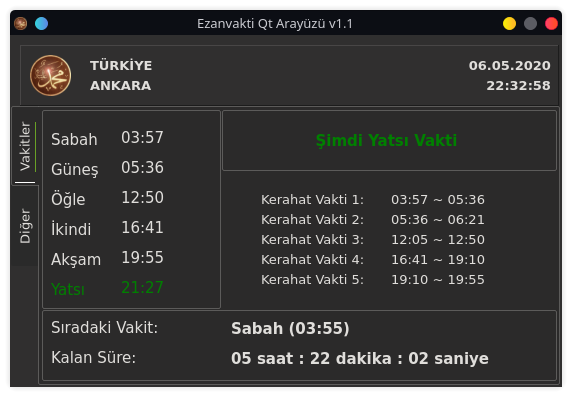 Ezanvakti Qt Arayüzü v1.1
TÜRKİYE
ANKARA
06.05.2020
22:32:58
Vakitler
Diğer
Sabah 03:57
Güneş 05:36
Öğle 12:50
İkindi 16:41
Akşam 19:55
Yatsı 21:27
Şimdi Yatsı Vakti
Kerahat Vakti 1: 03:57 ~ 05:36
Kerahat Vakti 2: 05:36 ~ 06:21
Kerahat Vakti 3: 12:05 ~ 12:50
Kerahat Vakti 4: 16:41 ~ 19:10
Kerahat Vakti 5: 19:10 ~ 19:55
Sıradaki Vakit: Sabah (03:55)
Kalan Süre: 05 saat : 22 dakika : 02 saniye